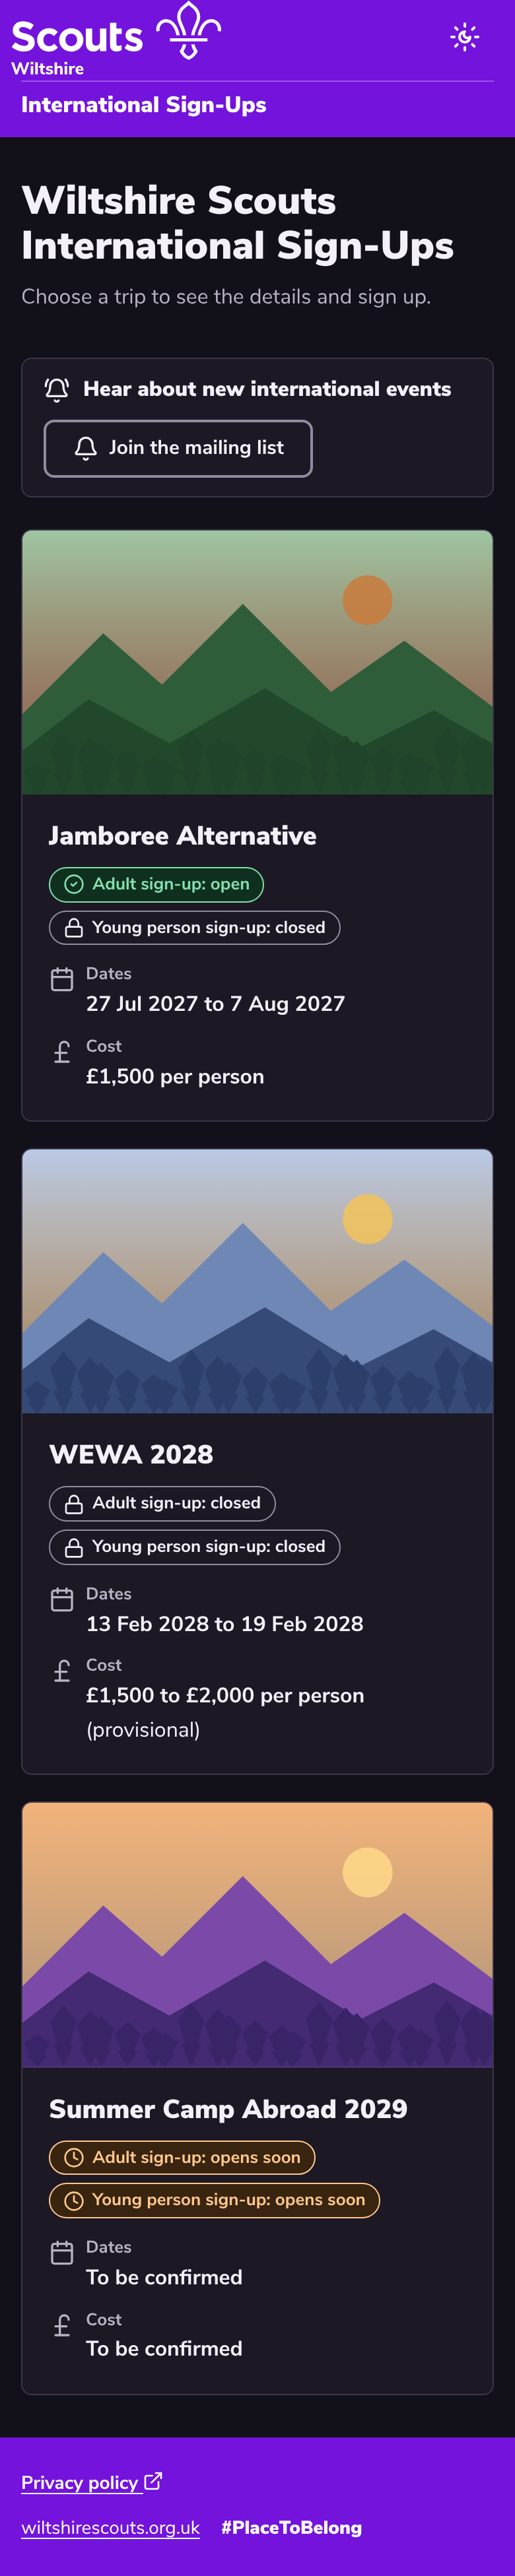 Scouts
Wiltshire
International Sign-Ups
Wiltshire Scouts
International Sign-Ups
Choose a trip to see the details and sign up.
Hear about new international events
Join the mailing list
Jamboree Alternative
Adult sign-up: open
Young person sign-up: closed
Dates
27 Jul 2027 to 7 Aug 2027
Cost
£1,500 per person
WEWA 2028
Adult sign-up: closed
Young person sign-up: closed
Dates
13 Feb 2028 to 19 Feb 2028
Cost
£1,500 to £2,000 per person
(provisional)
Summer Camp Abroad 2029
Adult sign-up: opens soon
Young person sign-up: opens soon
Dates
To be confirmed
Cost
To be confirmed
Privacy policy
wiltshirescouts.org.uk #PlaceToBelong